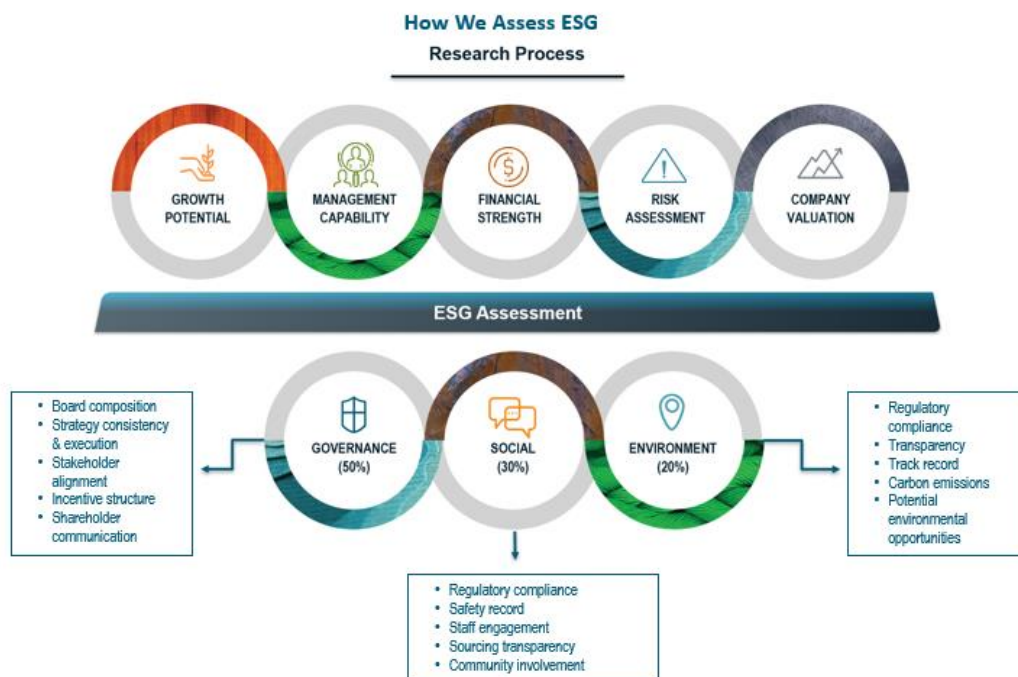 How We Assess ESG
Research Process
GROWTH
POTENTIAL
MANAGEMENT
CAPABILITY
$
FINANCIAL
STRENGTH
!
RISK
ASSESSMENT
COMPANY
VALUATION
ESG Assessment
GOVERNANCE
(50%)
SOCIAL
(30%)
ENVIRONMENT
(20%)
• Board composition
• Strategy consistency
& execution
• Stakeholder
alignment
• Incentive structure
• Shareholder
communication
• Regulatory
compliance
• Transparency
• Track record
• Carbon emissions
• Potential
environmental
opportunities
• Regulatory compliance
• Safety record
• Staff engagement
• Sourcing transparency
• Community involvement